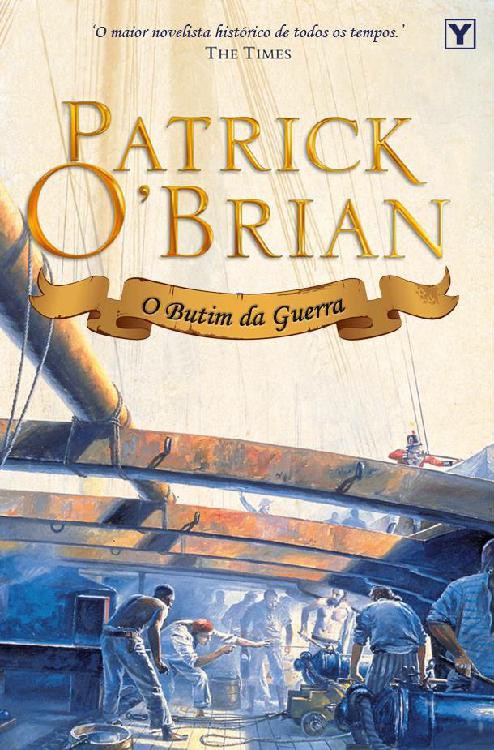 'O maior novelista histórico de todos os tempos.'
THE TIMES
Y
PATRICK
O'BRIAN
O Butim da Guerra